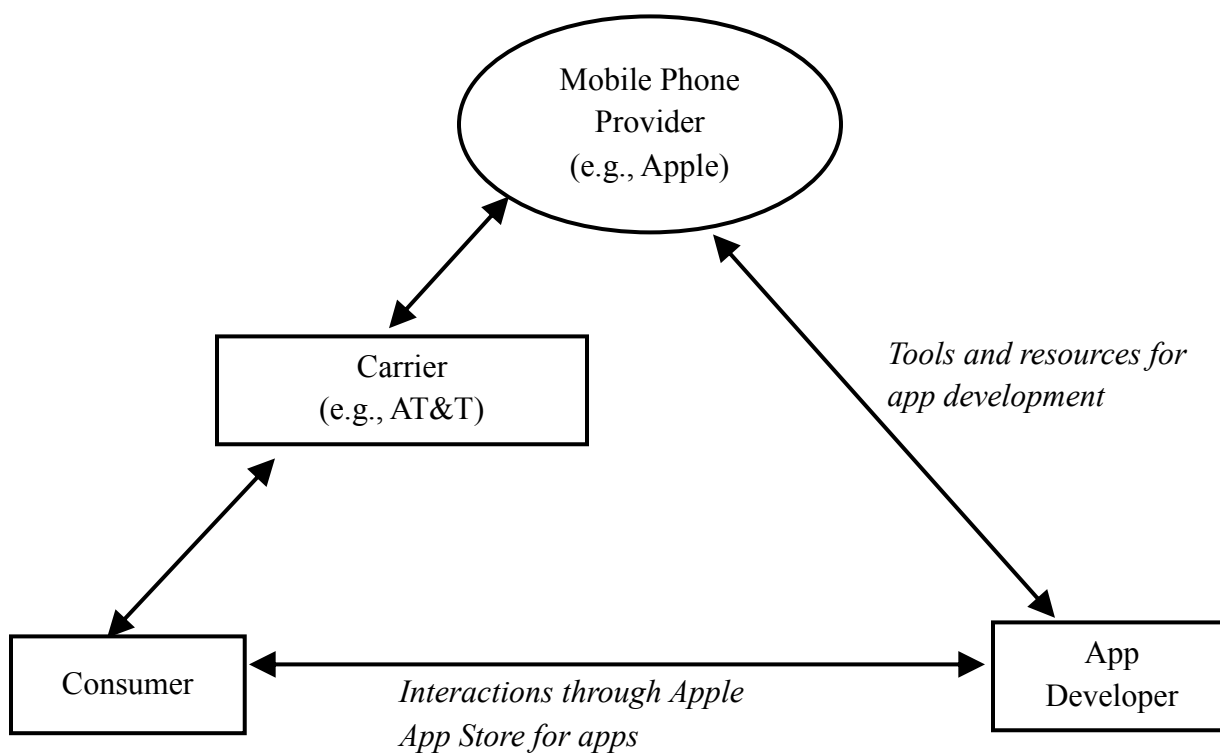 Mobile Phone
Provider
(e.g., Apple)
Carrier
(e.g., AT&T)
Tools and resources for
app development
Consumer
Interactions through Apple
App Store for apps
App
Developer